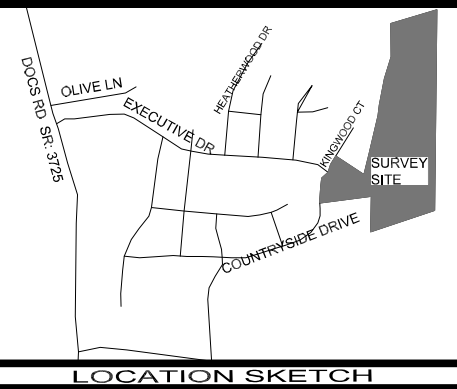 HEATHERWOOD DR
DOCS RD SR: 3725
OLIVE LN
EXECUTIVE DR
KINGWOOD CT
SURVEY
SITE
COUNTRYSIDE DRIVE
LOCATION SKETCH